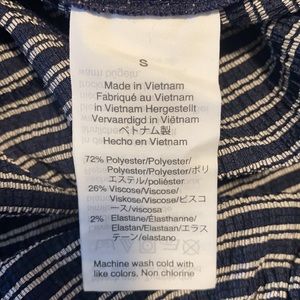 S
Made in Vietnam
Fabriqué au Vietnam
in Vietnam Hergestellt
Vervaardigd in Viëtnam
ベトナム製
Hecho en Vietnam
72% Polyester/Polyester/
Polyester/Polyester/ポリ
エステル/poliéster
26% Viscose/Viscose/
Viskose/Viscose/ビスコ
ース/viscosa
2% Elastane/Elasthanne/
Elastan/Elastaan/エラス
テーン/elastano
Machine wash cold with
like colors. Non chlorine